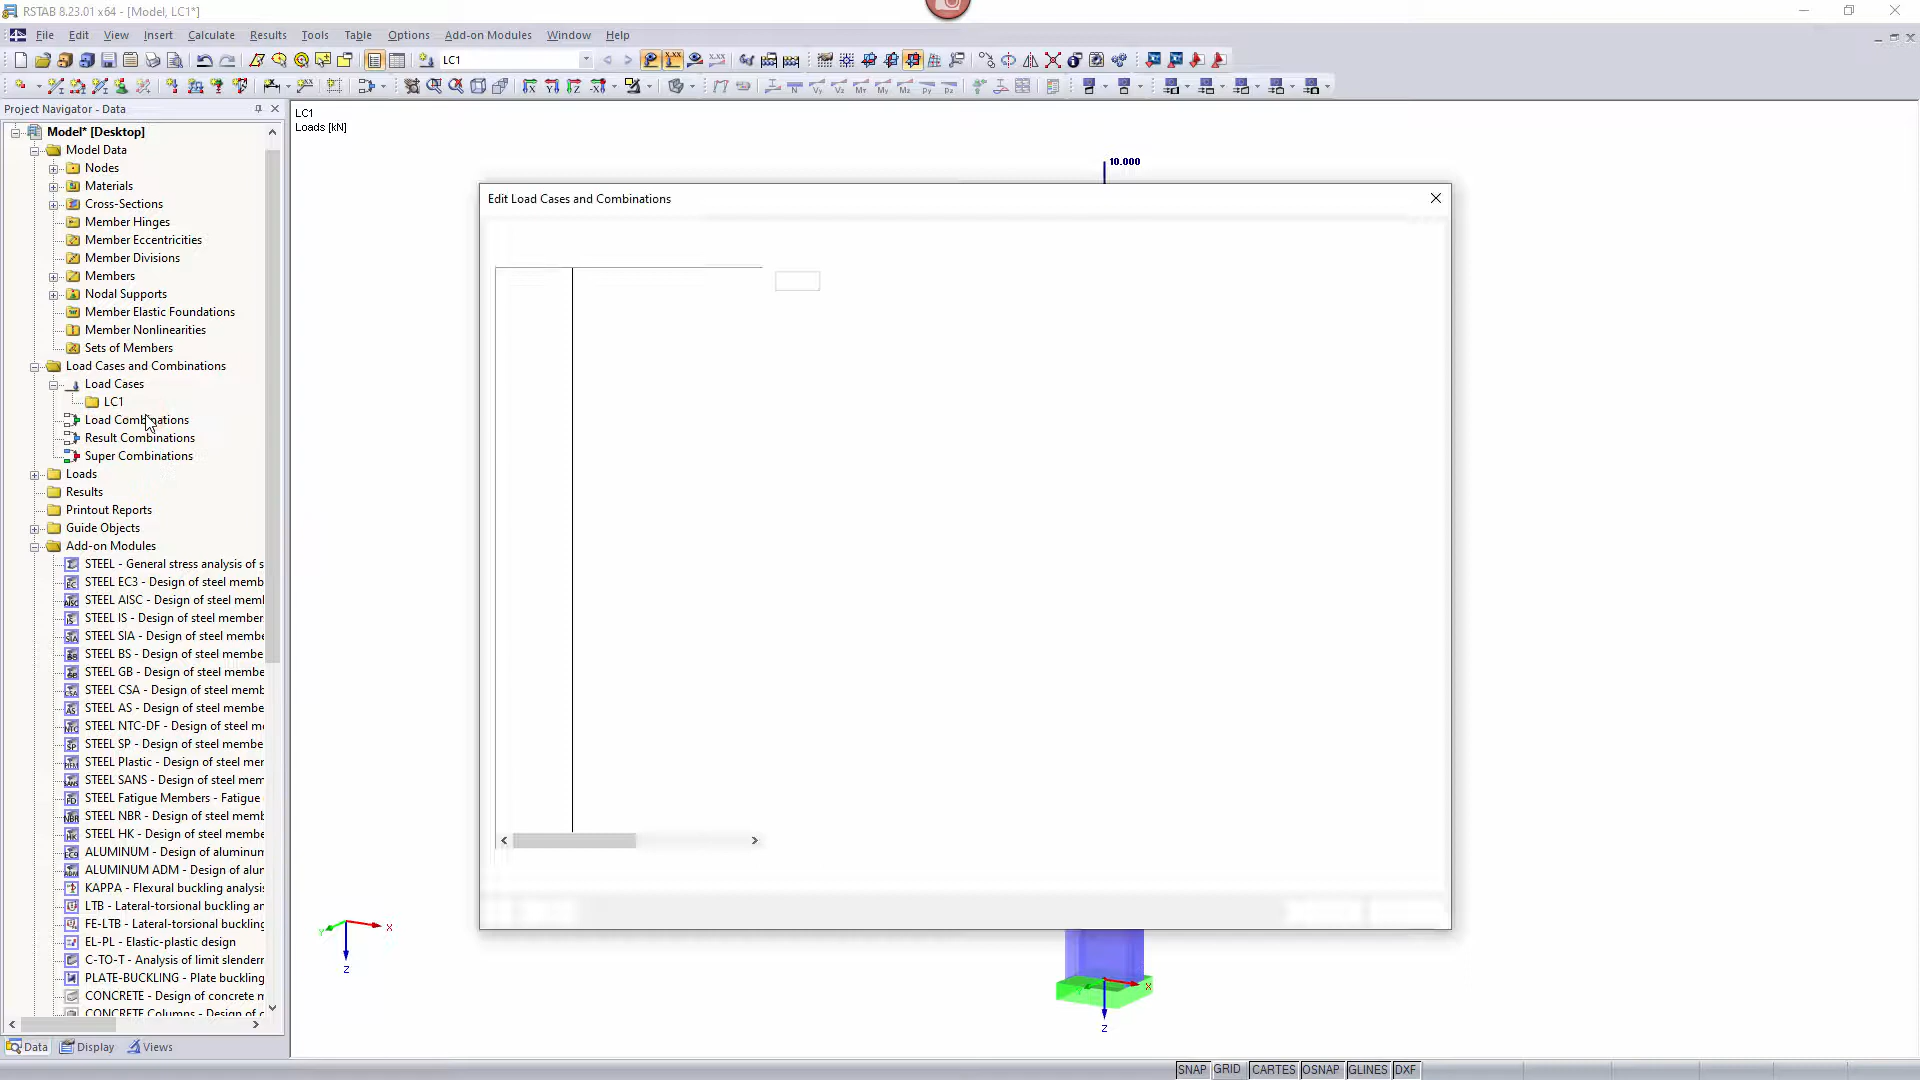 RSTAB 8.23.01 x64 - [Model, LC1*]
File Edit View Insert Calculate Results Tools Table Options Add-on Modules Window Help
LC1
Project Navigator - Data
Model* [Desktop]
Model Data
Nodes
Materials
Cross-Sections
Member Hinges
Member Eccentricities
Member Divisions
Members
Nodal Supports
Member Elastic Foundations
Member Nonlinearities
Sets of Members
Load Cases and Combinations
Load Cases
LC1
Load Combinations
Result Combinations
Super Combinations
Loads
Results
Printout Reports
Guide Objects
Add-on Modules
STEEL - General stress analysis of s
STEEL EC3 - Design of steel memb
STEEL AISC - Design of steel meml
STEEL IS - Design of steel member
STEEL SIA - Design of steel membe
STEEL BS - Design of steel membe
STEEL GB - Design of steel membe
STEEL CSA - Design of steel memb
STEEL AS - Design of steel membe
STEEL NTC-DF - Design of steel me
STEEL SP - Design of steel membe
STEEL Plastic - Design of steel mer
STEEL SANS - Design of steel mem
STEEL Fatigue Members - Fatigue
STEEL NBR - Design of steel memb
STEEL HK - Design of steel membe
ALUMINUM - Design of aluminum
ALUMINUM ADM - Design of alur
KAPPA - Flexural buckling analysis
LTB - Lateral-torsional buckling ar
FE-LTB - Lateral-torsional buckling
EL-PL - Elastic-plastic design
C-TO-T - Analysis of limit slenderr
PLATE-BUCKLING - Plate buckling
CONCRETE - Design of concrete m
CONCRETE Columns - Design of c
Data Display Views
LC1
Loads [kN]
10.000
Edit Load Cases and Combinations
Y X
Z
X
Z
SNAP GRID CARTES OSNAP GLINES DXF